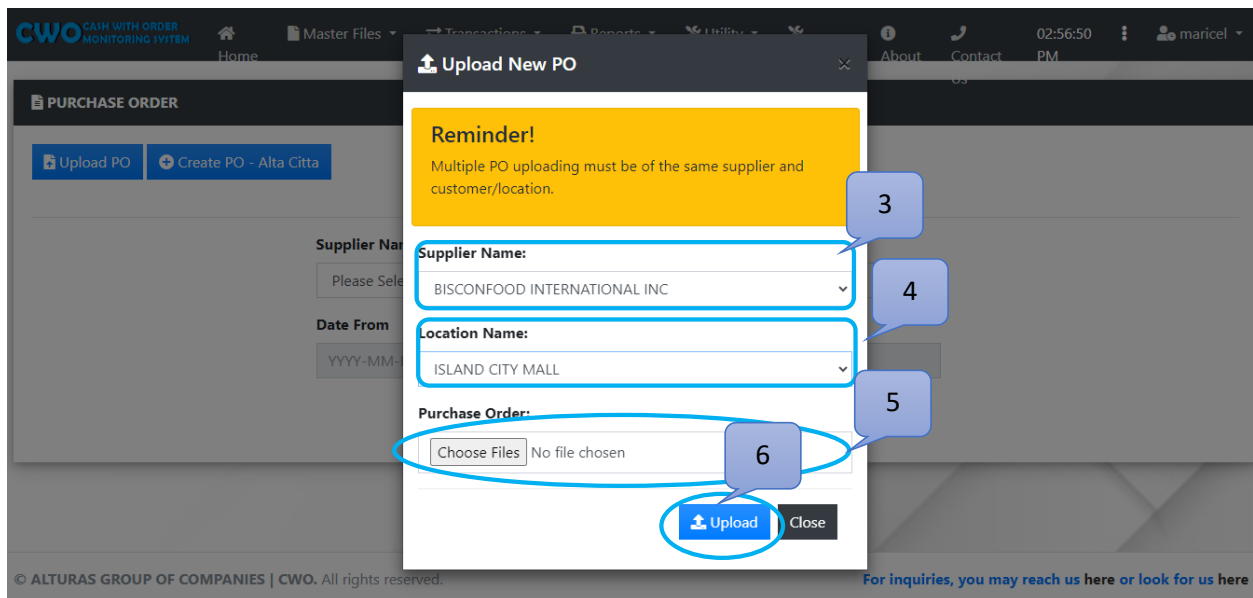 CWO CASH WITH ORDER
MONITORING SYSTEM
Home
Master Files
Transactions
Reports
Utility
About
Contact
Us
02:56:50
PM
maricel
PURCHASE ORDER
Upload PO
Create PO - Alta Citta
Supplier Nar
Please Sele
Date From
YYYY-MM-
Upload New PO
×
Reminder!
Multiple PO uploading must be of the same supplier and
customer/location.
3
Supplier Name:
BISCONFOOD INTERNATIONAL INC
4
Location Name:
ISLAND CITY MALL
5
Purchase Order:
Choose Files No file chosen
6
Upload
Close
© ALTURAS GROUP OF COMPANIES | CWO. All rights reserved.
For inquiries, you may reach us here or look for us here